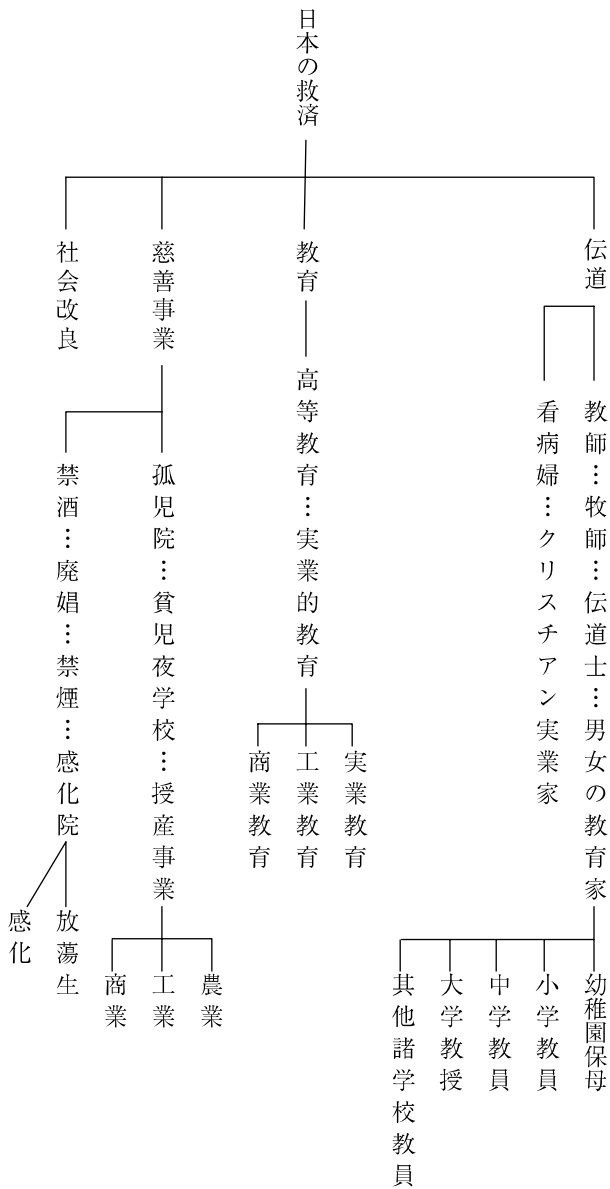 日本の救済
伝道
教師…牧師…伝道士…男女の教育家
幼稚園保母
小学教員
中学教員
大学教授
其他諸学校教員
看病婦…クリスチアン実業家
教育
高等教育…実業的教育
実業教育
工業教育
商業教育
慈善事業
孤児院…貧児夜学校…授産事業
農業
工業
商業
禁酒…廃娼…禁煙…感化院
放蕩生
感化
社会改良